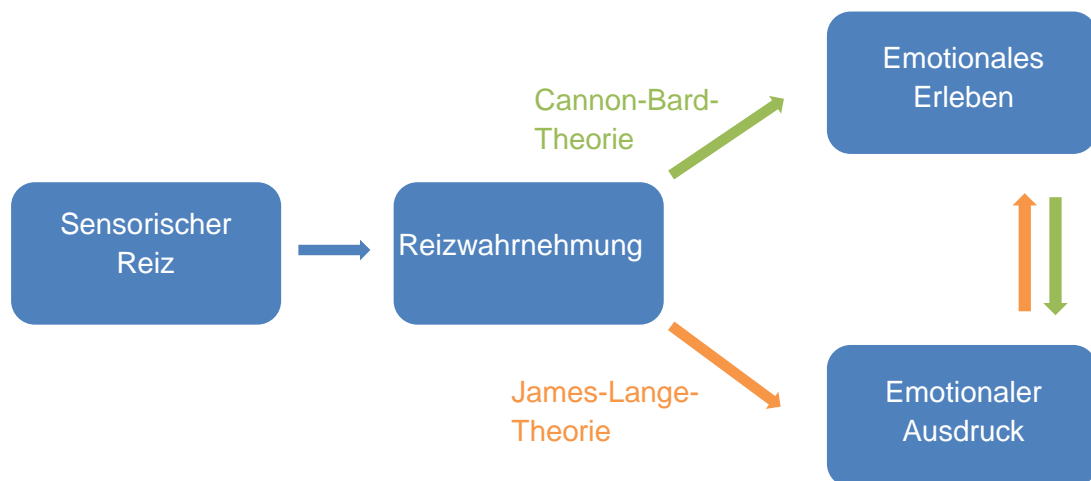 Emotionales
Erleben
Cannon-Bard-
Theorie
Sensorischer
Reiz
Reizwahrnehmung
James-Lange-
Theorie
Emotionaler
Ausdruck